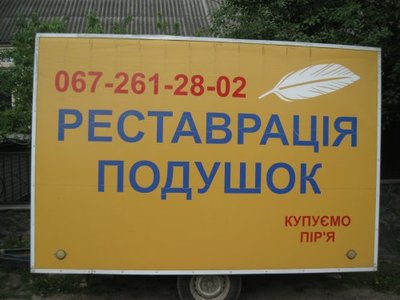 067-261-28-02
РЕСТАВРАЦІЯ
ПОДУШОК
КУПУЄМО
ПІР'Я